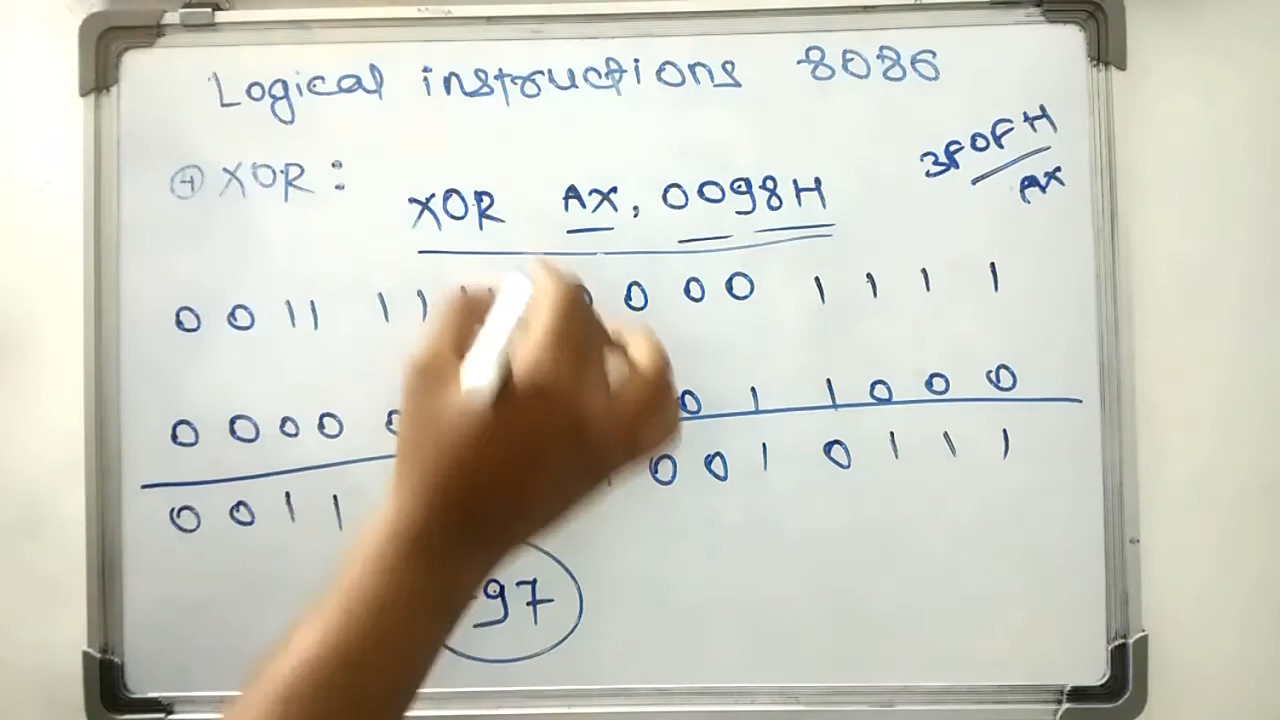 Logical instructions 8086
④ XOR:
3F0FH
AX
XOR AX, 0098H
0 0 1 1 1 1 0 0 0 1 1 1 1
0 0 0 0 0 1 1 0 0 0
0 0 1 1 0 0 1 0 1 1 1
97